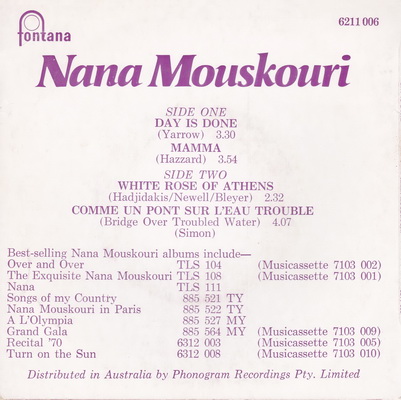 fontana
6211 006
Nana Mouskouri
SIDE ONE
DAY IS DONE
(Yarrow) 3.30
MAMMA
(Hazzard) 3.54
SIDE TWO
WHITE ROSE OF ATHENS
(Hadjidakis/Newell/Bleyer) 2.32
COMME UN PONT SUR L'EAU TROUBLE
(Bridge Over Troubled Water) 4.07
(Simon)
Best-selling Nana Mouskouri albums include—
Over and Over TLS 104 (Musicassette 7103 002)
The Exquisite Nana Mouskouri TLS 108 (Musicassette 7103 001)
Nana TLS 111
Songs of my Country 885 521 TY
Nana Mouskouri in Paris 885 522 TY
A L'Olympia 885 527 MY
Grand Gala 885 564 MY (Musicassette 7103 009)
Recital '70 6312 003 (Musicassette 7103 005)
Turn on the Sun 6312 008 (Musicassette 7103 010)
Distributed in Australia by Phonogram Recordings Pty. Limited